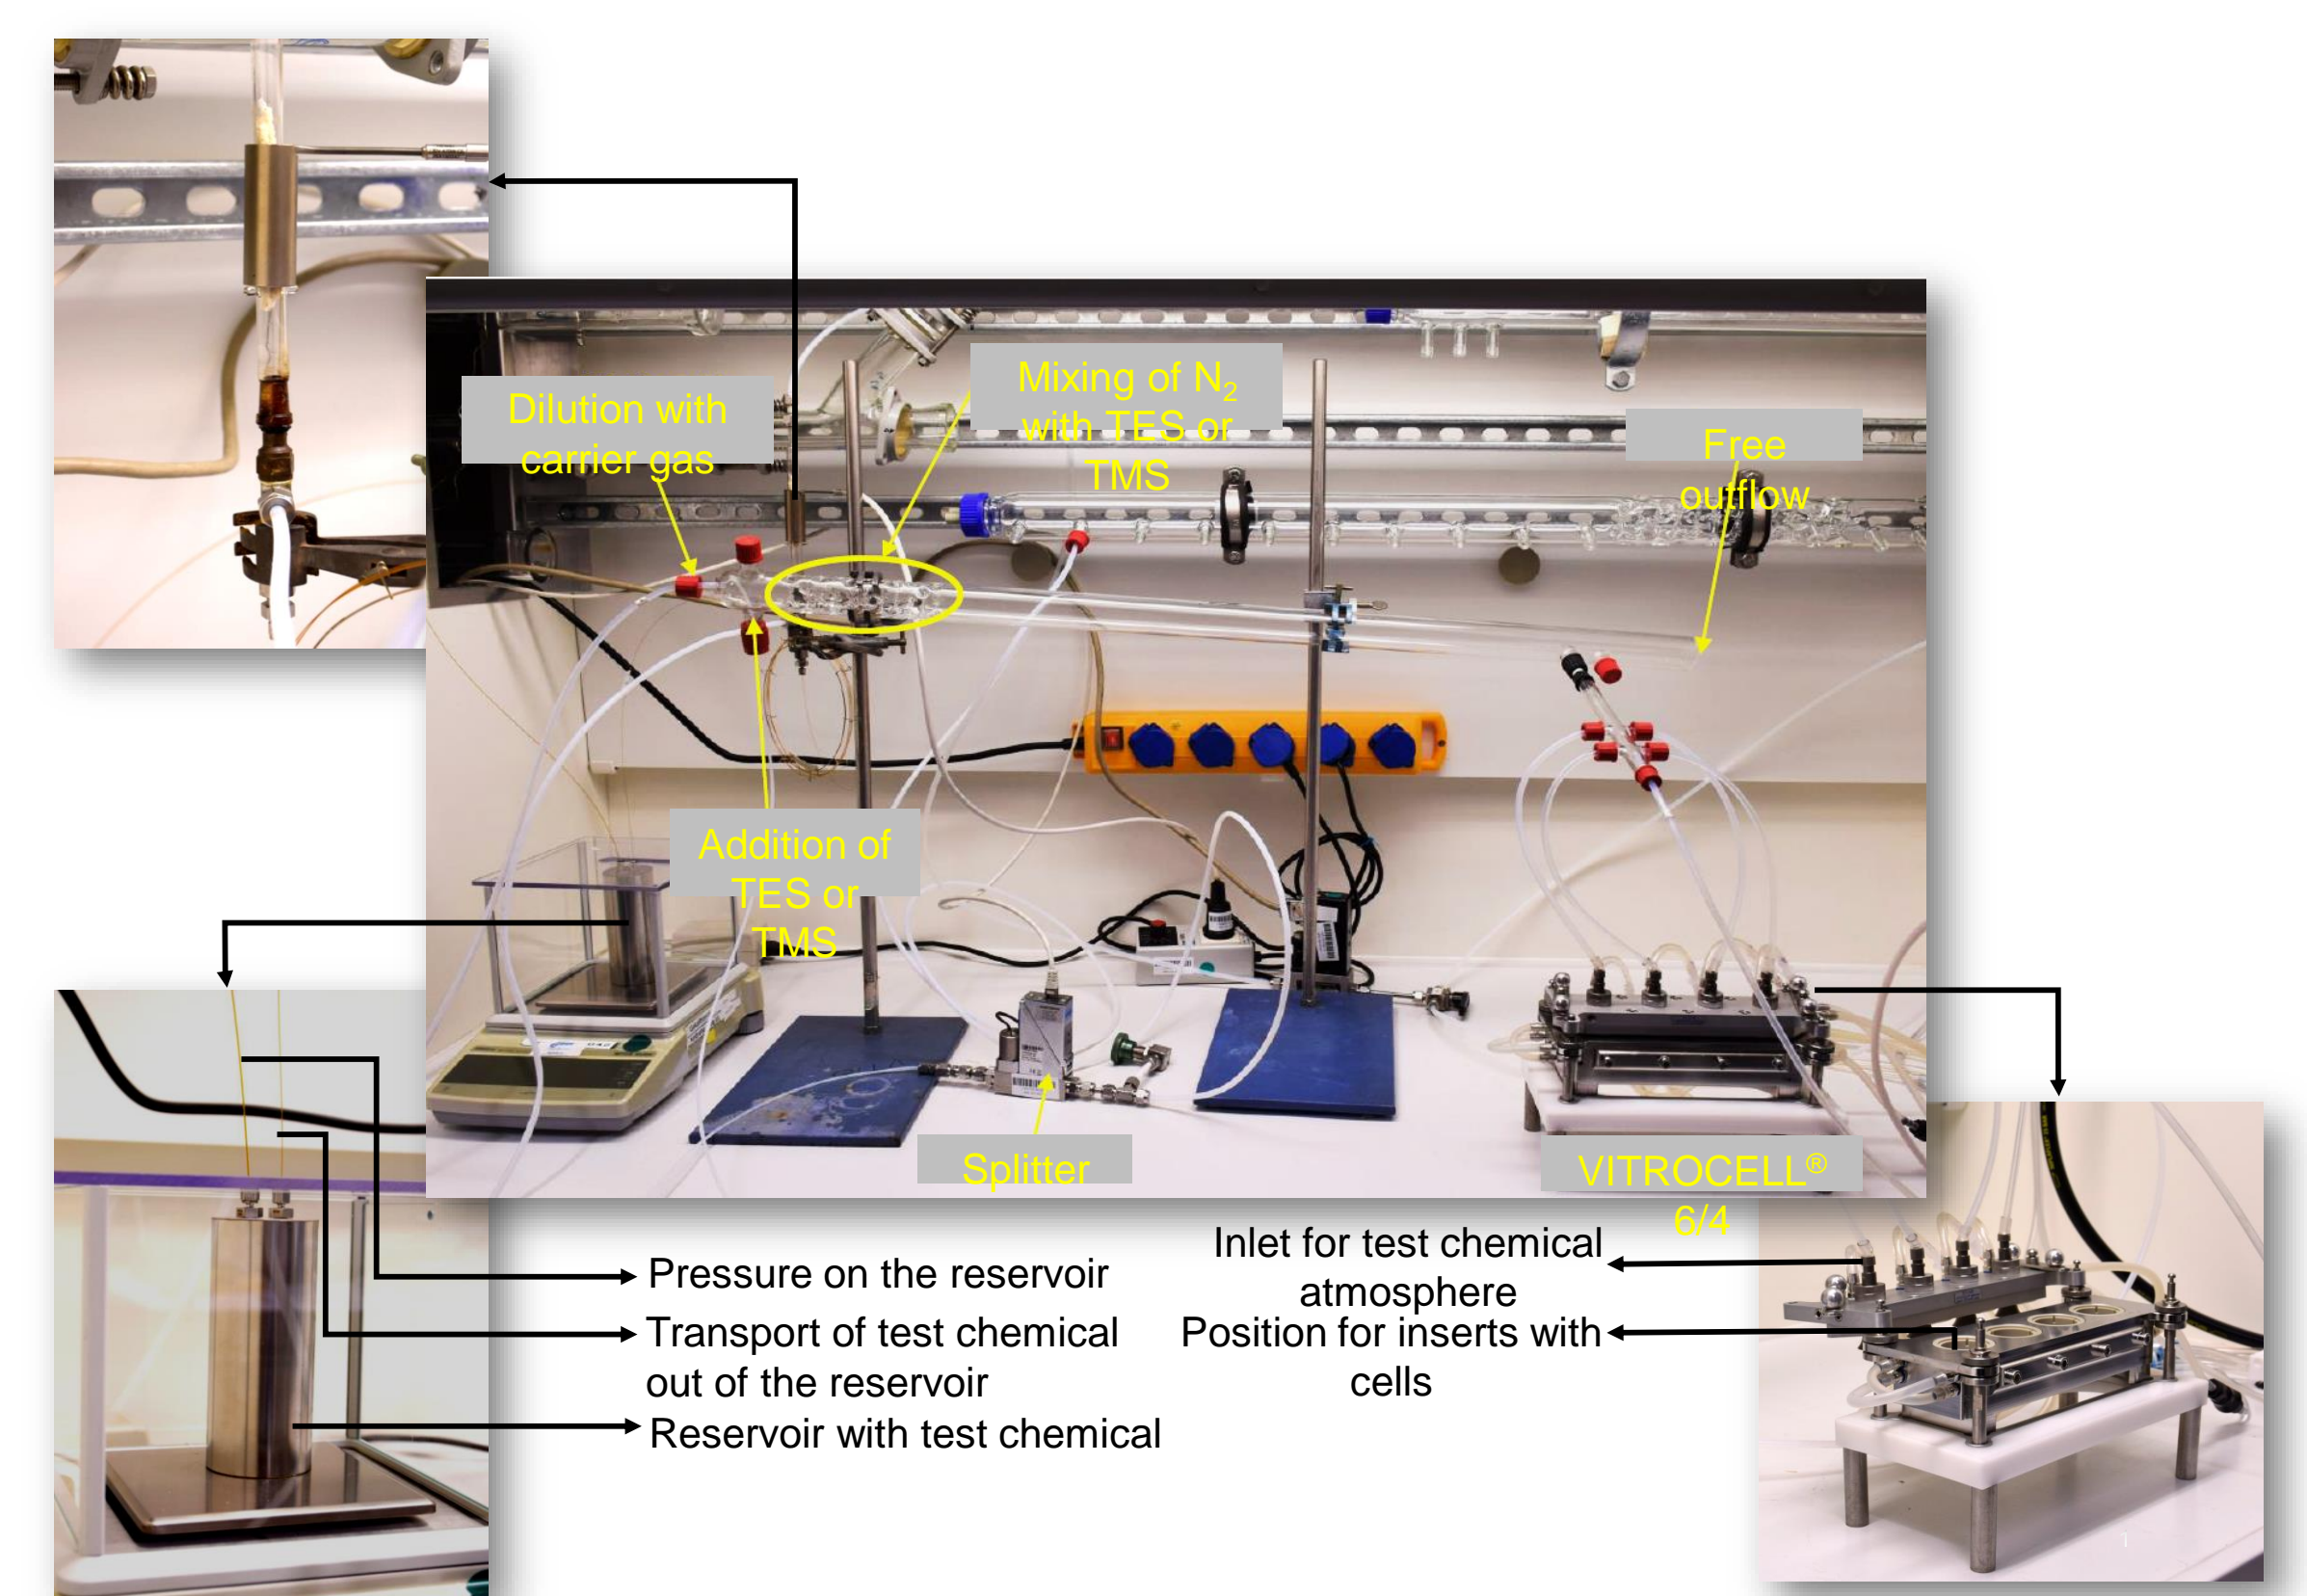 Mixing of N₂
with TES or
TMS
Dilution with
carrier gas
Free
outflow
Addition of
TES or
TMS
Splitter
VITROCELL®
6/4
Pressure on the reservoir
Transport of test chemical
out of the reservoir
Reservoir with test chemical
Inlet for test chemical
atmosphere
Position for inserts with
cells
1